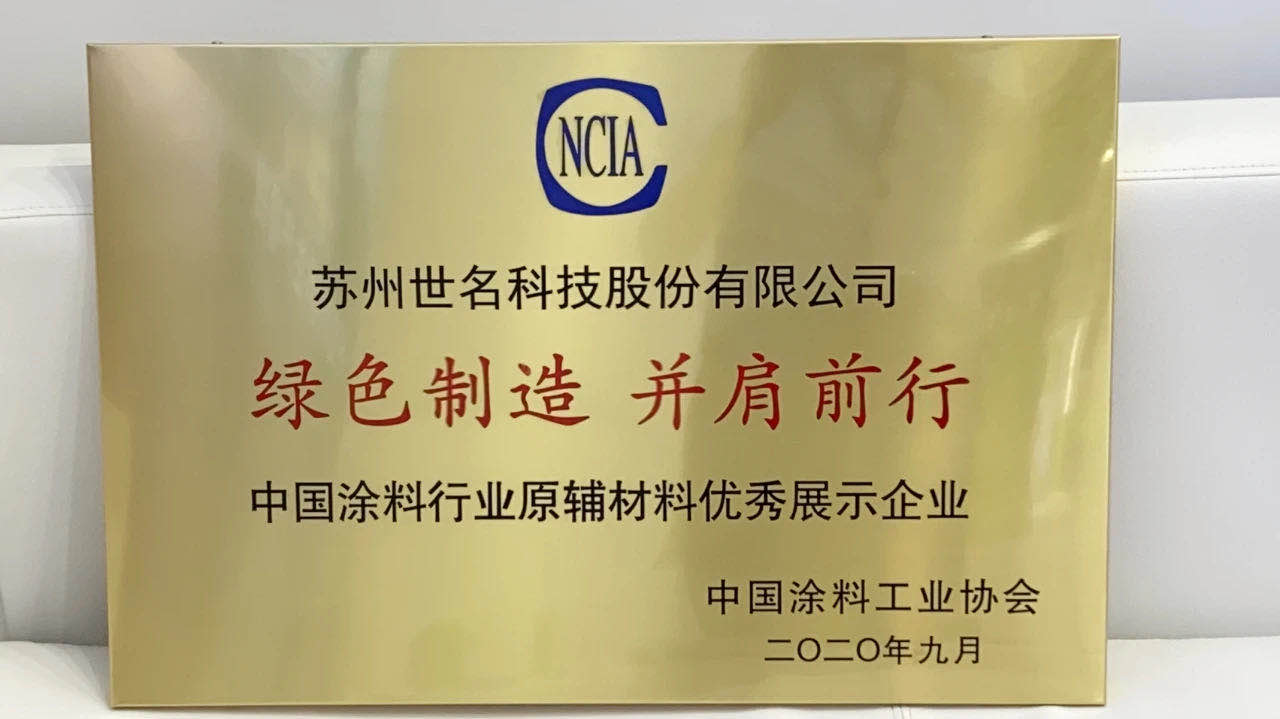 NCIA
苏州世名科技股份有限公司
绿色制造 并肩前行
中国涂料行业原辅材料优秀展示企业
中国涂料工业协会
二〇二〇年九月